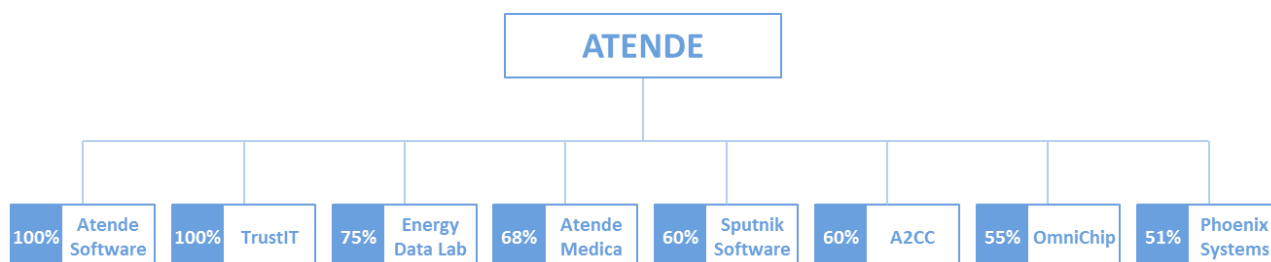 ATENDE
100% Atende Software
100% TrustIT
75% Energy Data Lab
68% Atende Medica
60% Sputnik Software
60% A2CC
55% OmniChip
51% Phoenix Systems